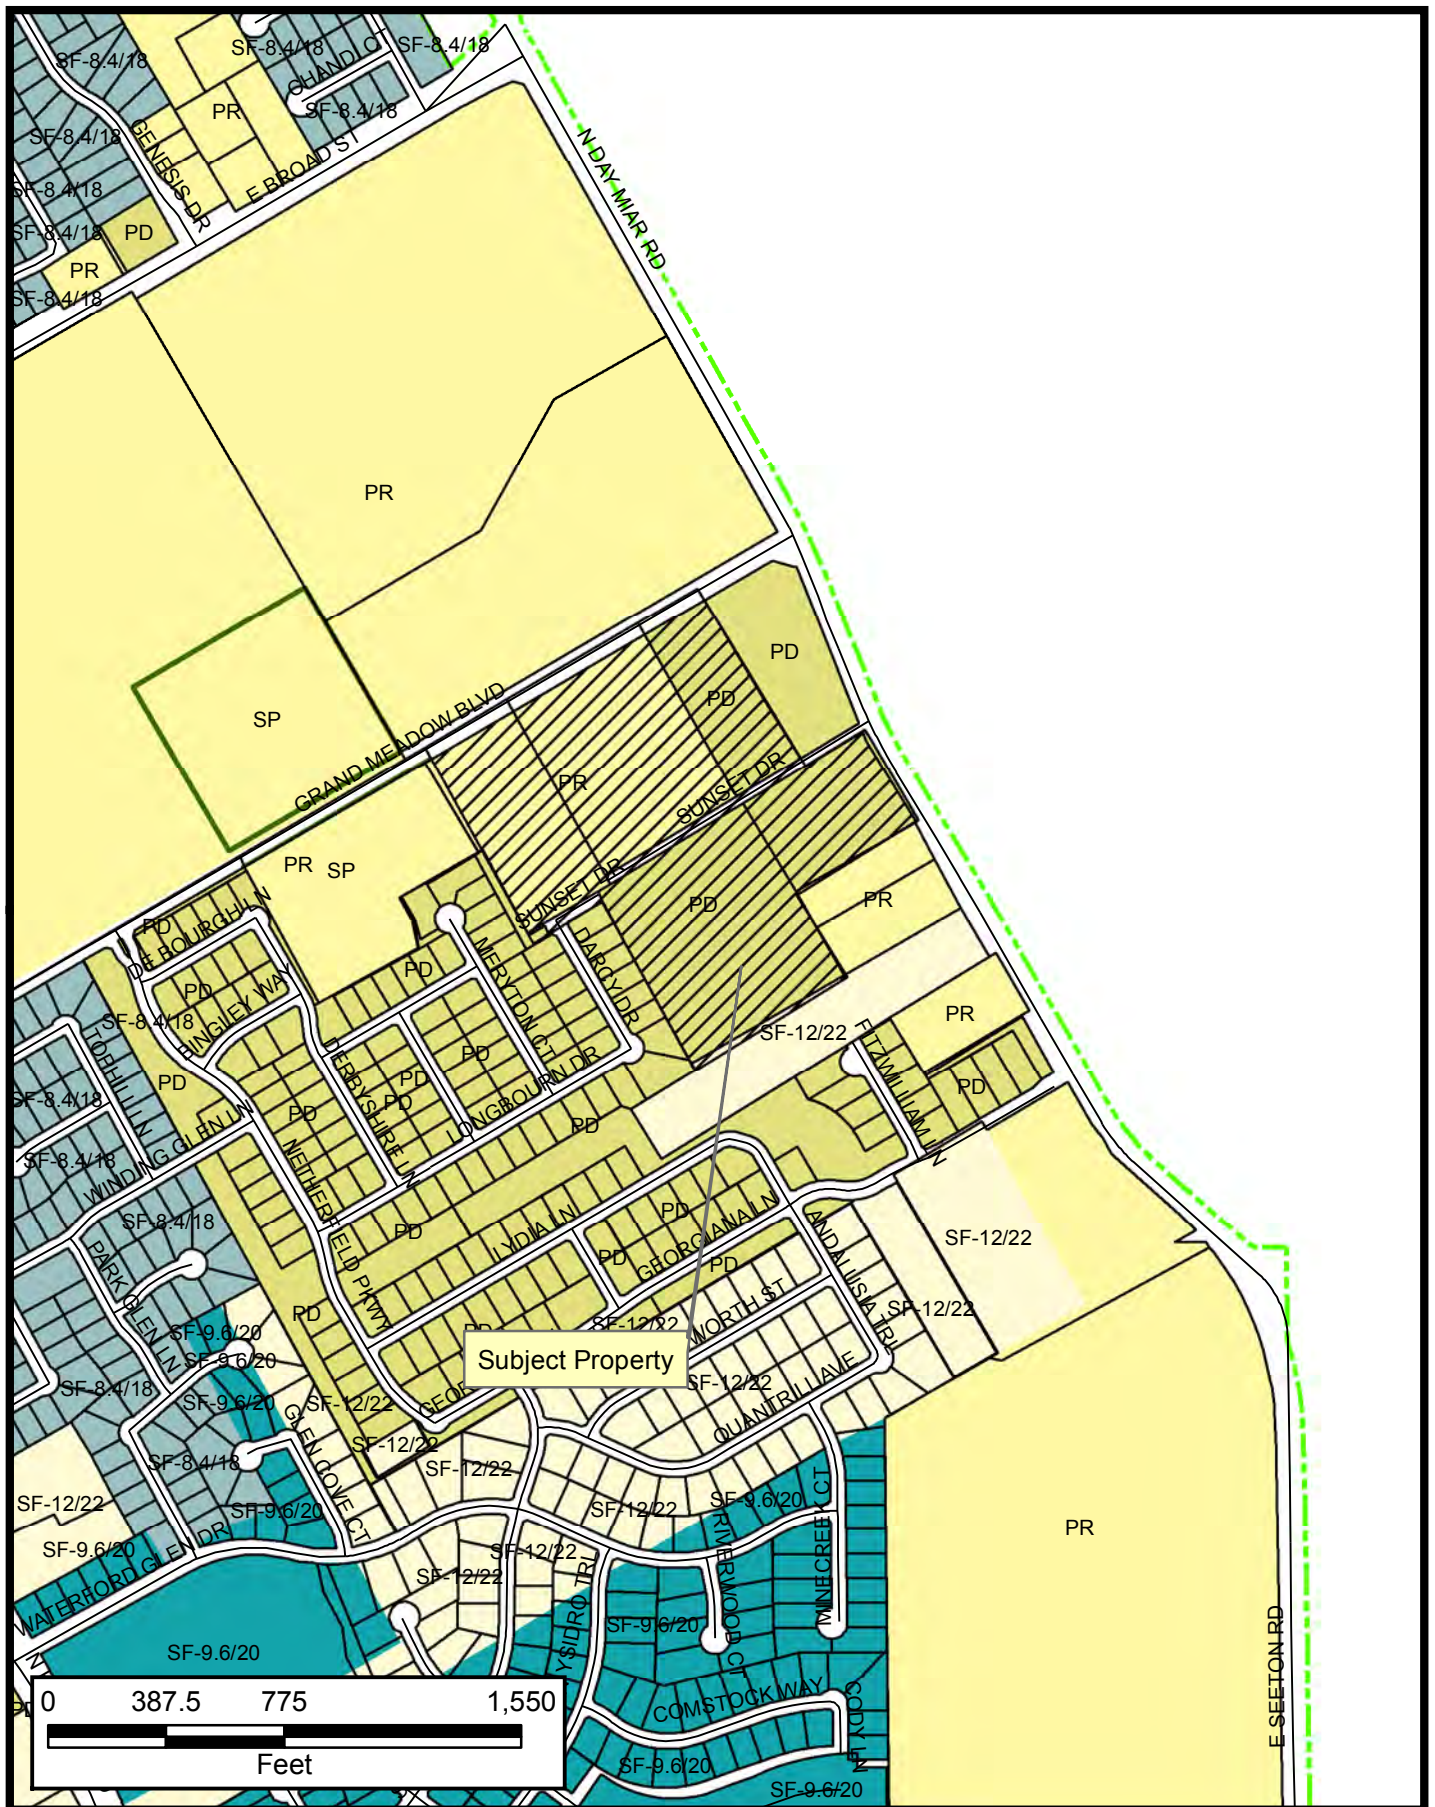 SF-8.4/18
SF-8.4/18
SF-8.4/18
CHANDI CT
PR
SF-8.4/18
SF-8.4/18
GENESIS DR
E BROAD ST
N DAY MIAR RD
SF-8.4/18
SF-8.4/18
PD
PR
SF-8.4/18
PR
PD
PD
SP
GRAND MEADOW BLVD
PR
SUNSET DR
PR
SP
SUNSET DR
PD
PR
PD
DE BOURGH LN
PD
MERYTON CT
DARCY DR
PD
BINGLEY WAY
SF-8.4/18
TOPHILL LN
PR
SF-12/22
FITZWILLIAM LN
PD
DERBYSHIRE LN
LONGBOURN DR
PD
PD
PD
PD
SF-8.4/18
PD
PD
WINDING GLEN LN
NETHERFIELD PKWY
SF-8.4/18
SF-8.4/18
PD
LYDIA LN
PD
GEORGIANA LN
PD
PD
ANDALUSIA TRL
SF-12/22
PARK GLEN LN
PD
SF-12/22
SF-12/22
WORTH ST
SF-9.6/20
SF-9.6/20
Subject Property
SF-8.4/18
SF-9.6/20
SF-12/22
SF-12/22
QUANTRILL AVE
GLEN COVE CT
SF-12/22
SF-8.4/18
SF-12/22
SF-12/22
SF-9.6/20
SF-12/22
SF-9.6/20
MINECREEK CT
RIVERWOOD CT
PR
SF-9.6/20
WATERFORD GLEN DR
SF-12/22
SF-12/22
SF-9.6/20
SF-9.6/20
E SEETON RD
COMSTOCK WAY
CODY LN
SF-9.6/20
SF-9.6/20
0 387.5 775 1,550
Feet